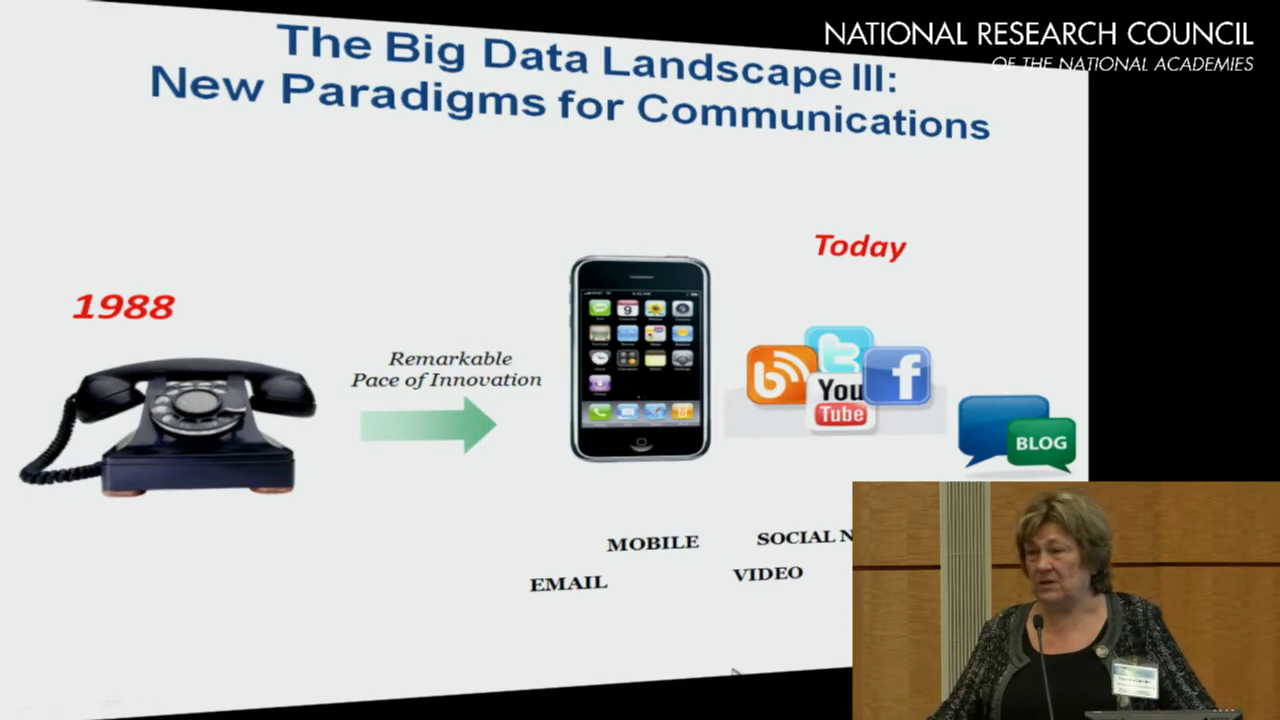 NATIONAL RESEARCH COUNCIL
OF THE NATIONAL ACADEMIES
The Big Data Landscape III:
New Paradigms for Communications
Today
1988
Remarkable
Pace of Innovation
9
You
Tube
BLOG
MOBILE
SOCIAL N
EMAIL
VIDEO